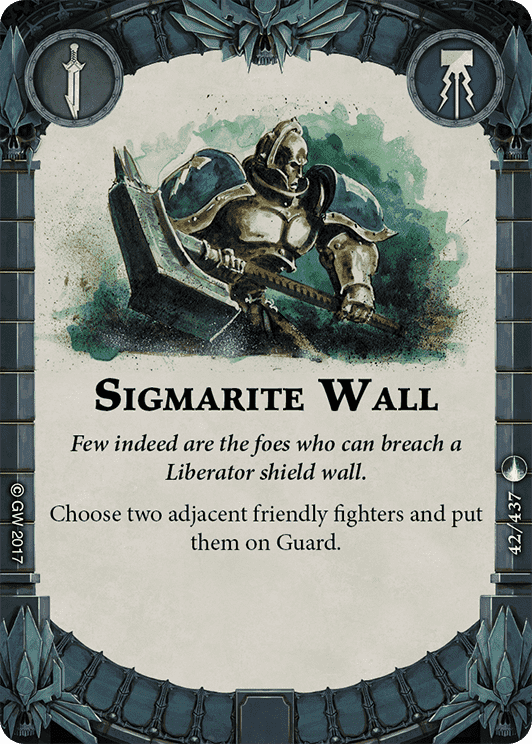 SIGMARITE WALL
Few indeed are the foes who can breach a
Liberator shield wall.
Choose two adjacent friendly fighters and put
them on Guard.
© GW 2017
42/437